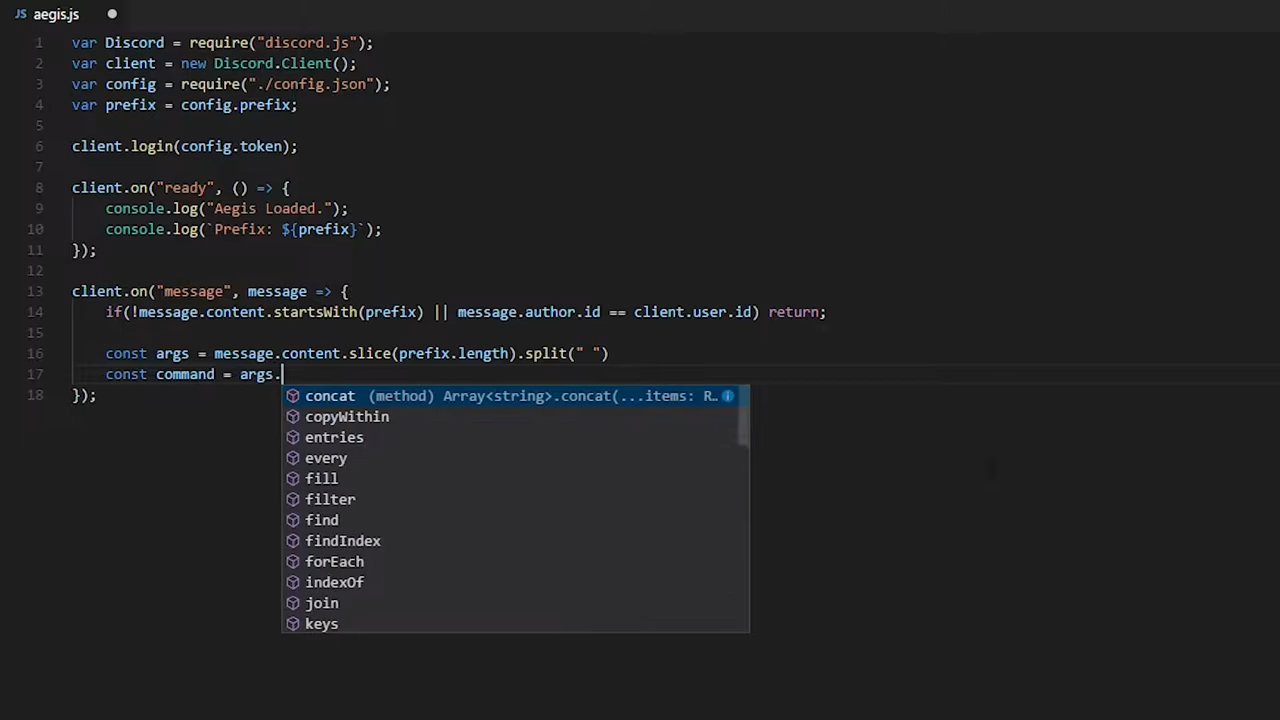 JS aegis.js
1 var Discord = require("discord.js");
2 var client = new Discord.Client();
3 var config = require("./config.json");
4 var prefix = config.prefix;
5
6 client.login(config.token);
7
8 client.on("ready", () => {
9 console.log("Aegis Loaded.");
10 console.log(`Prefix: ${prefix}`);
11 });
12
13 client.on("message", message => {
14 if(!message.content.startsWith(prefix) || message.author.id == client.user.id) return;
15
16 const args = message.content.slice(prefix.length).split(" ")
17 const command = args.
18 });
concat (method) Array<string>.concat(...items: R…
copyWithin
entries
every
fill
filter
find
findIndex
forEach
indexOf
join
keys